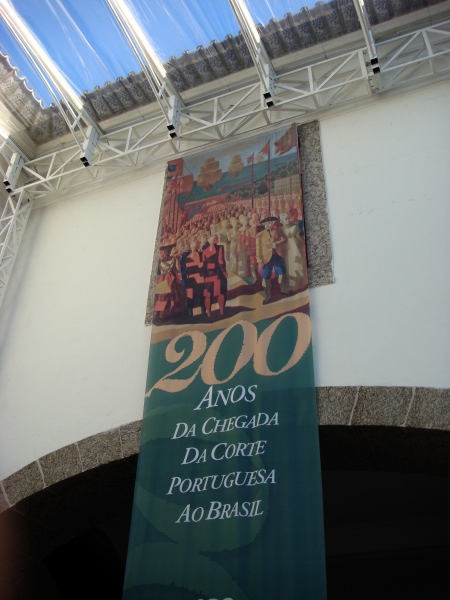 200
ANOS
DA CHEGADA
DA CORTE
PORTUGUESA
AO BRASIL